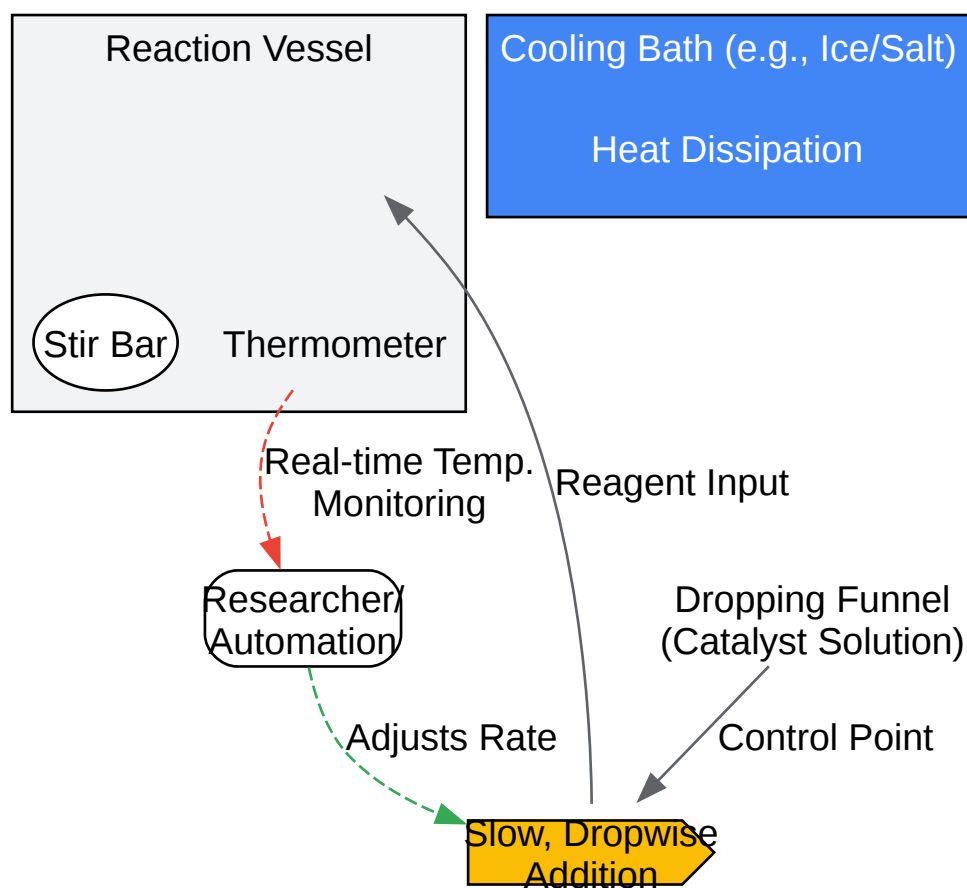 Reaction Vessel
Cooling Bath (e.g., Ice/Salt)
Heat Dissipation
Stir Bar
Thermometer
Real-time Temp.
Monitoring
Reagent Input
Researcher/
Automation
Dropping Funnel
(Catalyst Solution)
Adjusts Rate
Control Point
Slow, Dropwise
Addition